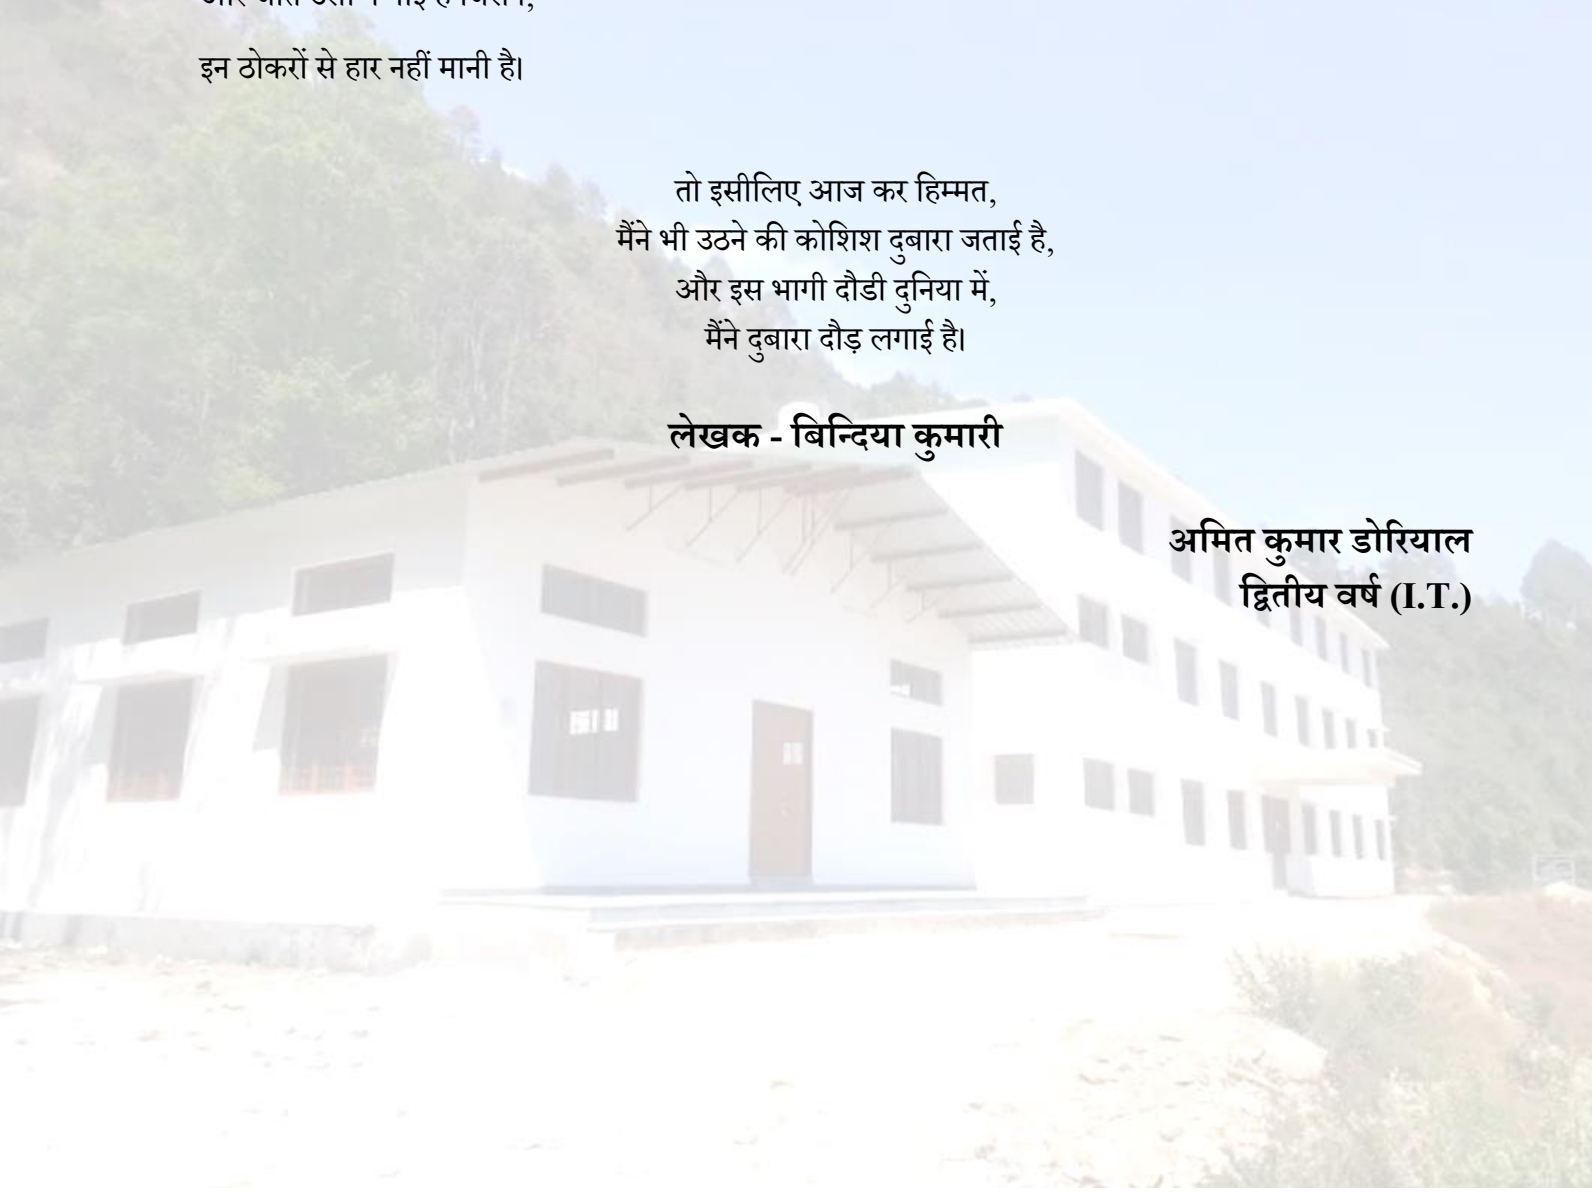 इन ठोकरों से हार नहीं मानी है।
तो इसीलिए आज कर हिम्मत,
मैंने भी उठने की कोशिश दुबारा जताई है,
और इस भागी दौडी दुनिया में,
मैंने दुबारा दौड़ लगाई है।
लेखक - बिन्दिया कुमारी
अमित कुमार डोरियाल
द्वितीय वर्ष (I.T.)